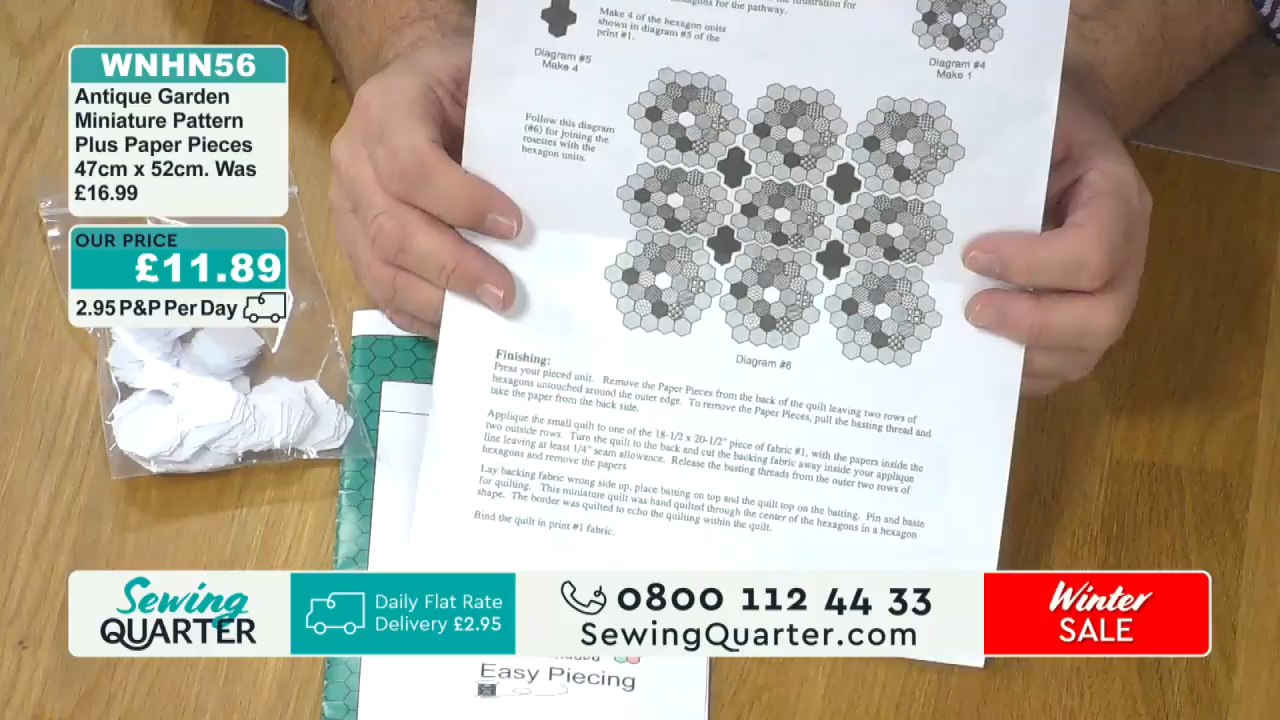 WNHN56
Antique Garden
Miniature Pattern
Plus Paper Pieces
47cm x 52cm. Was
£16.99
OUR PRICE
£11.89
2.95 P&P Per Day
for the pathway.
Make 4 of the hexagon units
shown in diagram #5 of the
print #1.
Diagram #5
Make 4
Diagram #4
Make 1
Follow this diagram
(#6) for joining the
rosettes with the
hexagon units.
Diagram #6
Finishing:
Press your pieced unit. Remove the Paper Pieces from the back of the quilt leaving two rows of
hexagons untouched around the outer edge. To remove the Paper Pieces, pull the basting thread and
take the paper from the back side.
Applique the small quilt to one of the 18-1/2 x 20-1/2" piece of fabric #1, with the papers inside the
two outside rows. Turn the quilt to the back and cut the backing fabric away inside your applique
line leaving at least 1/4" seam allowance. Release the basting threads from the outer two rows of
hexagons and remove the papers.
Lay backing fabric wrong side up, place batting on top and the quilt top on the batting. Pin and baste
for quilting. This miniature quilt was hand quilted through the center of the hexagons in a hexagon
shape. The border was quilted to echo the quilting within the quilt.
Bind the quilt in print #1 fabric.
Sewing
QUARTER
Daily Flat Rate
Delivery £2.95
0800 112 44 33
SewingQuarter.com
Winter
SALE
Easy Piecing